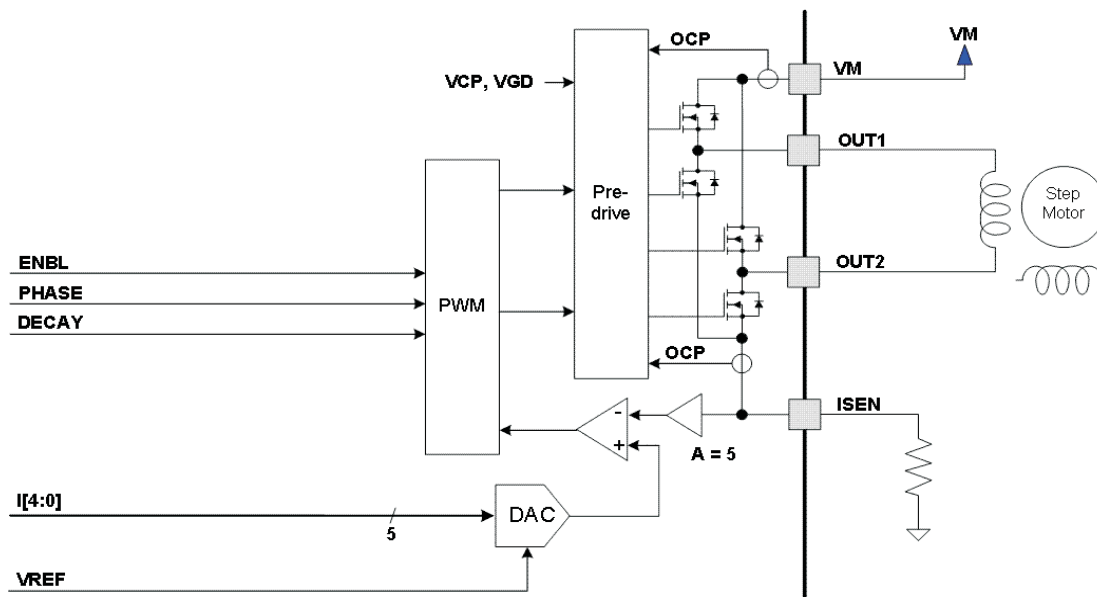 OCP
VM
VM
VCP, VGD
OUT1
Pre-
drive
Step
Motor
OUT2
ENBL
PHASE
DECAY
PWM
OCP
ISEN
-
+
A = 5
I[4:0]
5
DAC
VREF